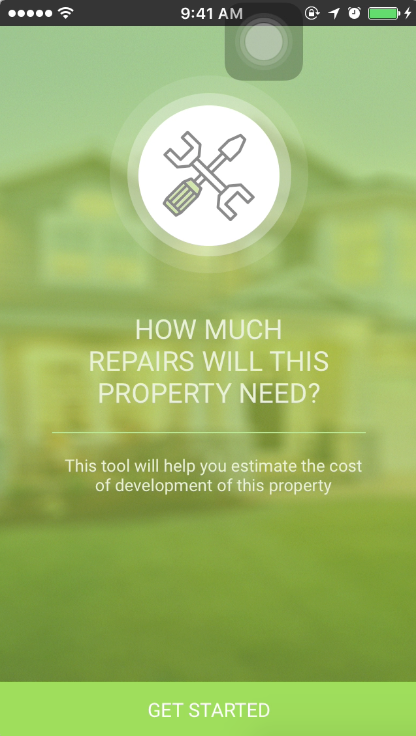 9:41 AM
HOW MUCH
REPAIRS WILL THIS
PROPERTY NEED?
This tool will help you estimate the cost
of development of this property
GET STARTED